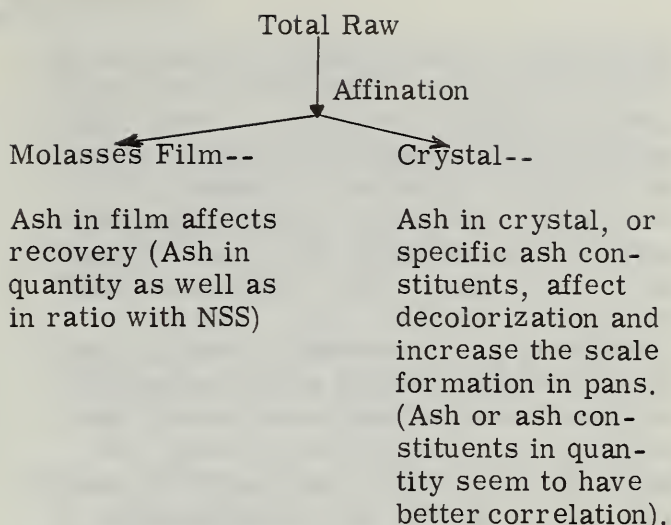 Total Raw
Affination
Molasses Film--
Ash in film affects
recovery (Ash in
quantity as well as
in ratio with NSS)
Crystal--
Ash in crystal, or
specific ash con-
stituents, affect
decolorization and
increase the scale
formation in pans.
(Ash or ash con-
stituents in quan-
tity seem to have
better correlation).